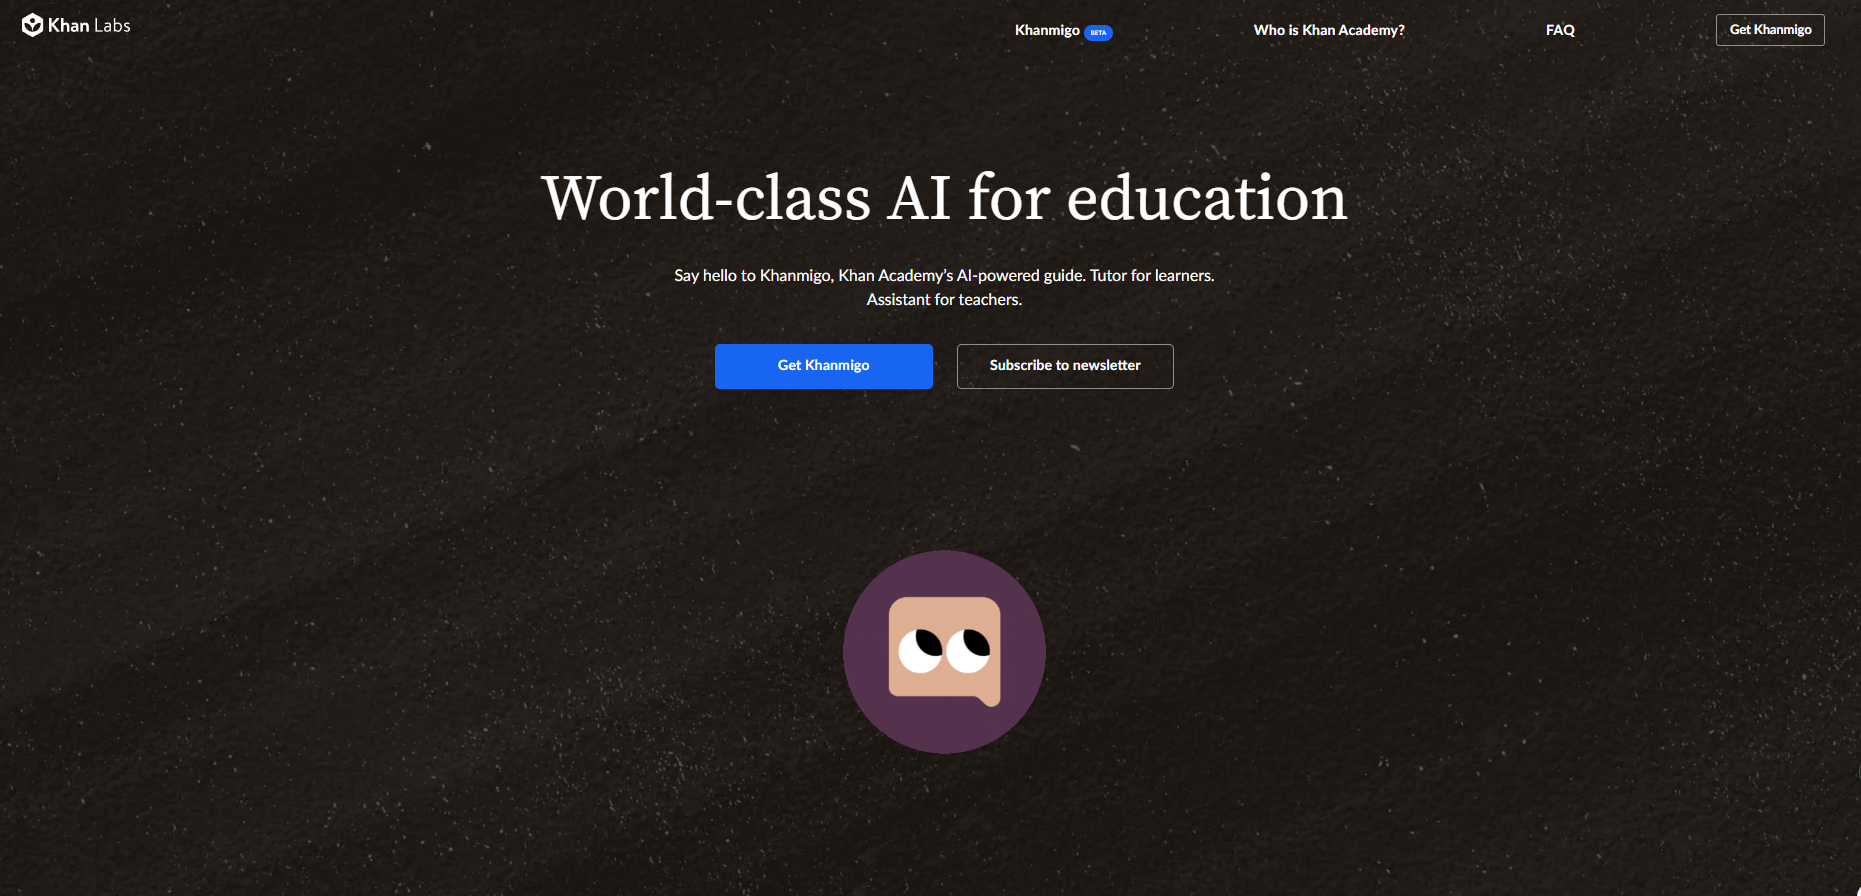 Khan Labs
Khanmigo BETA
Who is Khan Academy?
FAQ
Get Khanmigo
World-class AI for education
Say hello to Khanmigo, Khan Academy’s AI-powered guide. Tutor for learners.
Assistant for teachers.
Get Khanmigo
Subscribe to newsletter